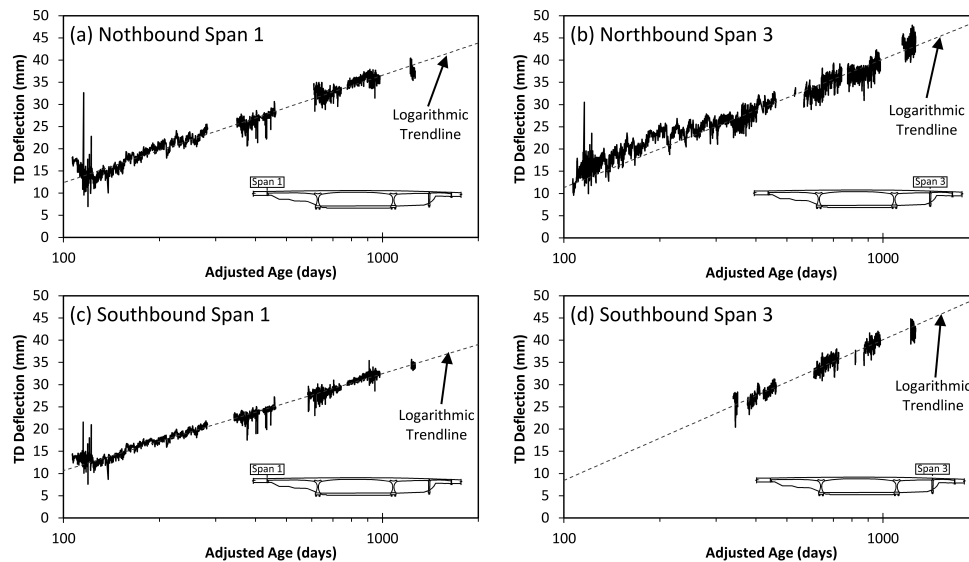 (a) Nothbound Span 1
TD Deflection (mm)
50
45
40
35
30
25
20
15
10
5
0
Logarithmic
Trendline
Span 1
100
1000
Adjusted Age (days)
(b) Northbound Span 3
TD Deflection (mm)
50
45
40
35
30
25
20
15
10
5
0
Logarithmic
Trendline
Span 3
100
1000
Adjusted Age (days)
(c) Southbound Span 1
TD Deflection (mm)
50
45
40
35
30
25
20
15
10
5
0
Logarithmic
Trendline
Span 1
100
1000
Adjusted Age (days)
(d) Southbound Span 3
TD Deflection (mm)
50
45
40
35
30
25
20
15
10
5
0
Logarithmic
Trendline
Span 3
100
1000
Adjusted Age (days)